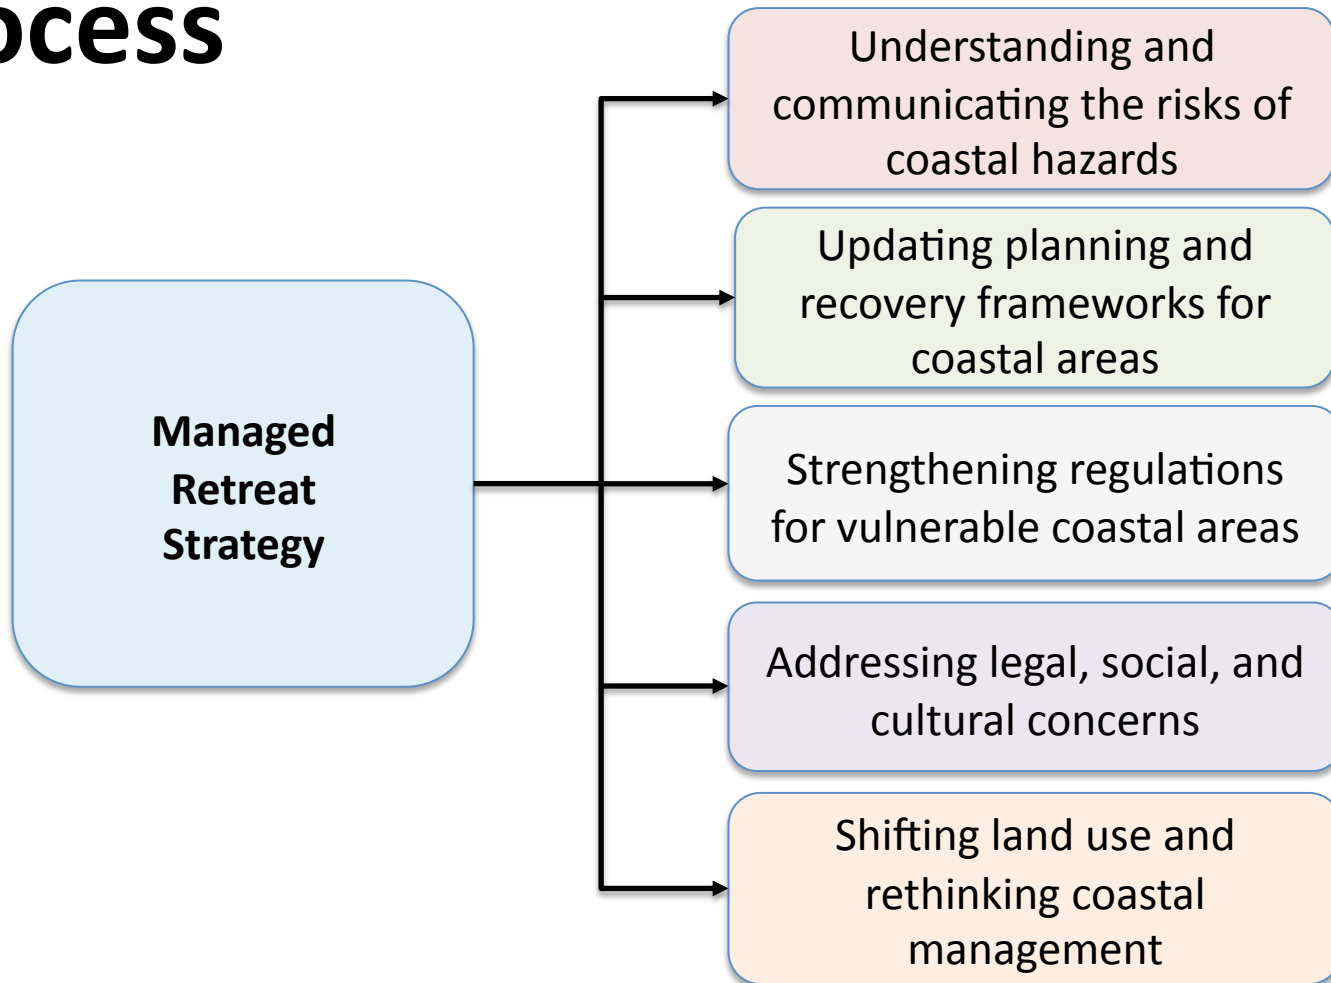 ocess
Understanding and
communicating the risks of
coastal hazards
Updating planning and
recovery frameworks for
coastal areas
Managed
Retreat
Strategy
Strengthening regulations
for vulnerable coastal areas
Addressing legal, social, and
cultural concerns
Shifting land use and
rethinking coastal
management